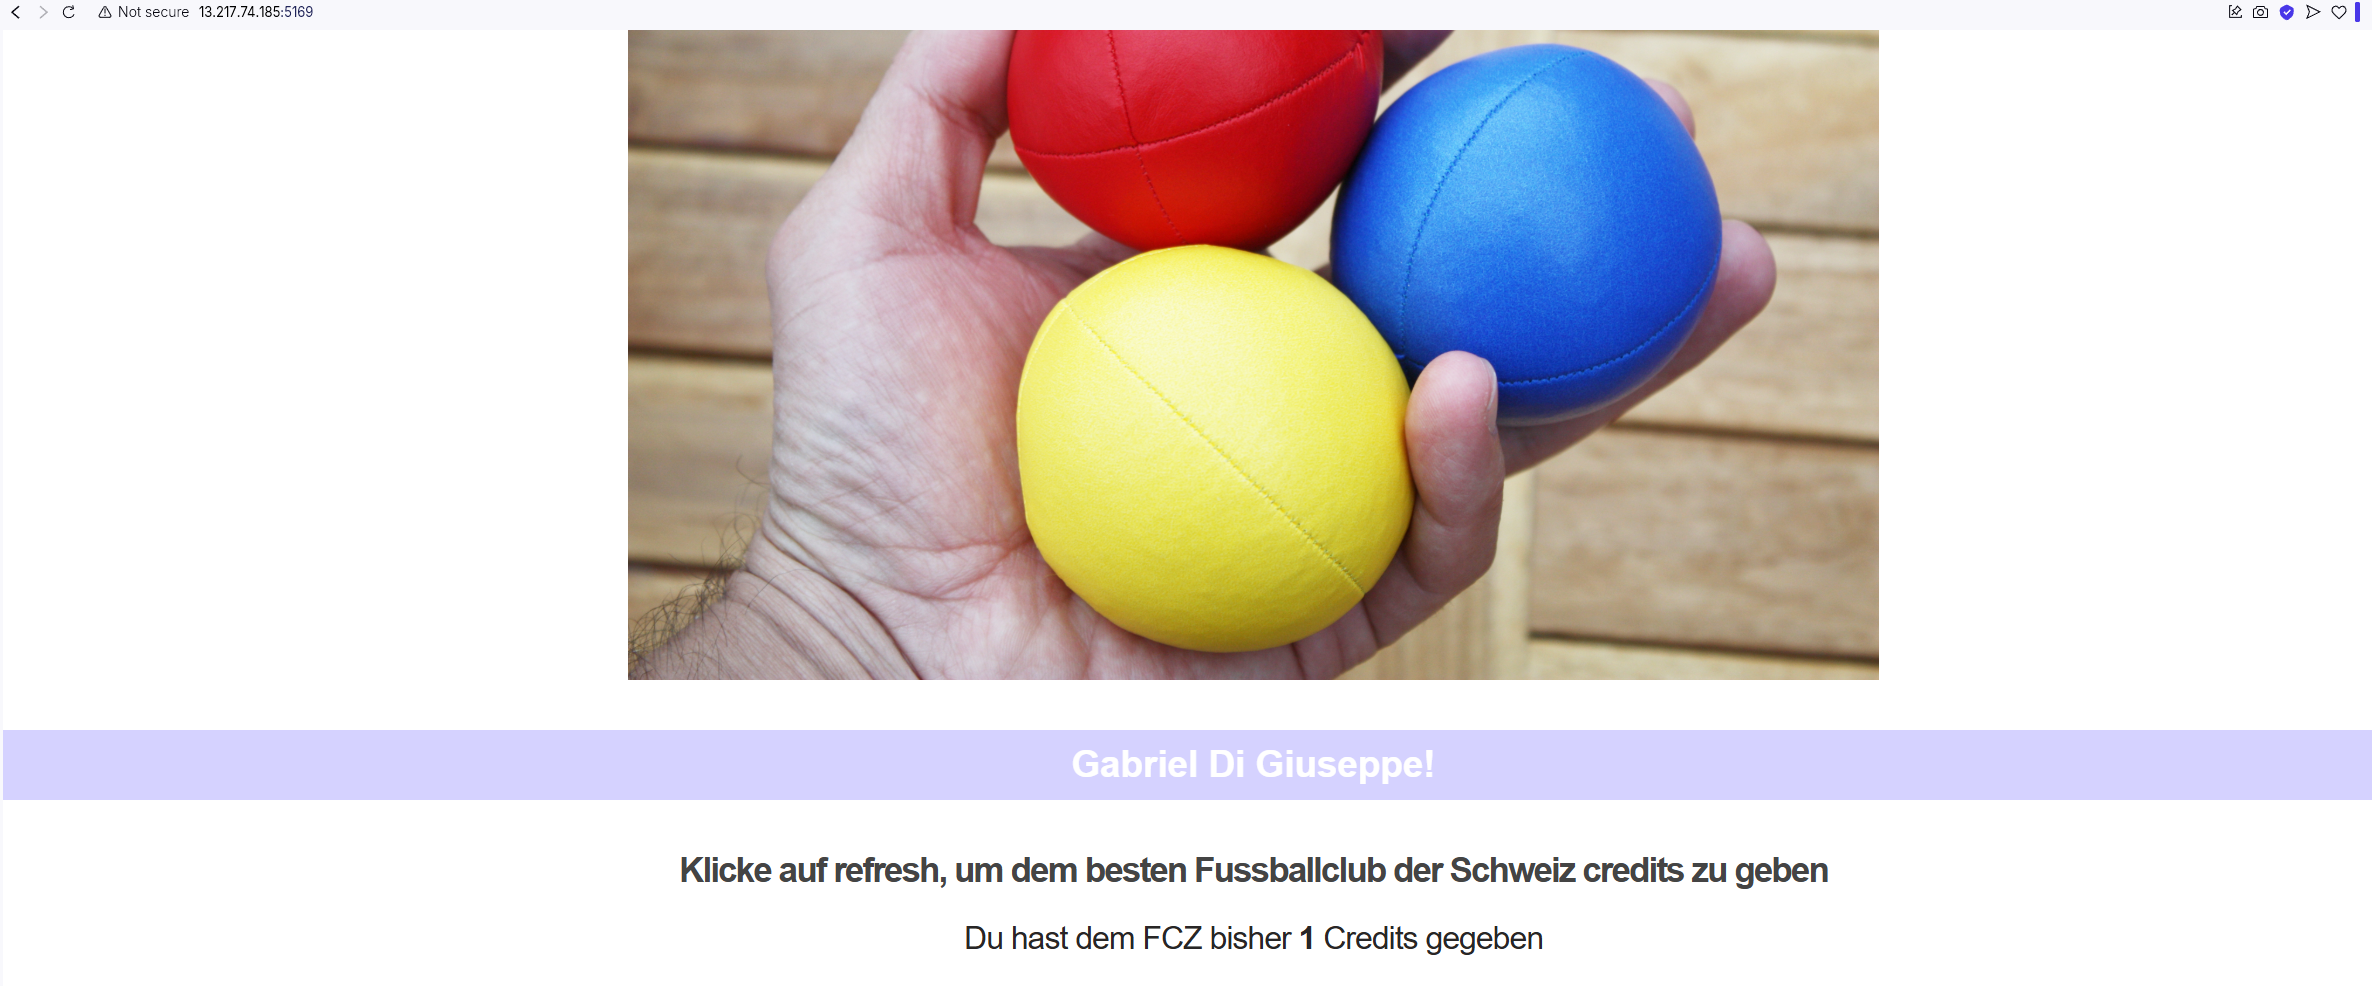 Not secure 13.217.74.185:5169
Gabriel Di Giuseppe!
Klicke auf refresh, um dem besten Fussballclub der Schweiz credits zu geben
Du hast dem FCZ bisher 1 Credits gegeben